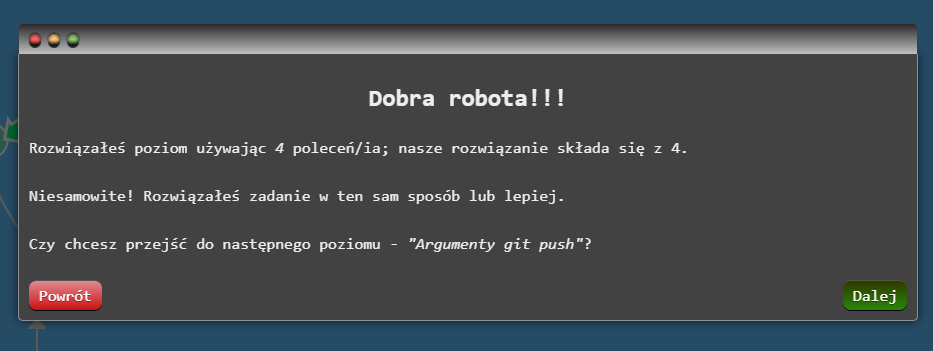 Dobra robota!!!
Rozwiązałeś poziom używając 4 poleceń/ia; nasze rozwiązanie składa się z 4.
Niesamowite! Rozwiązałeś zadanie w ten sam sposób lub lepiej.
Czy chcesz przejść do następnego poziomu - "Argumenty git push"?
Powrót
Dalej